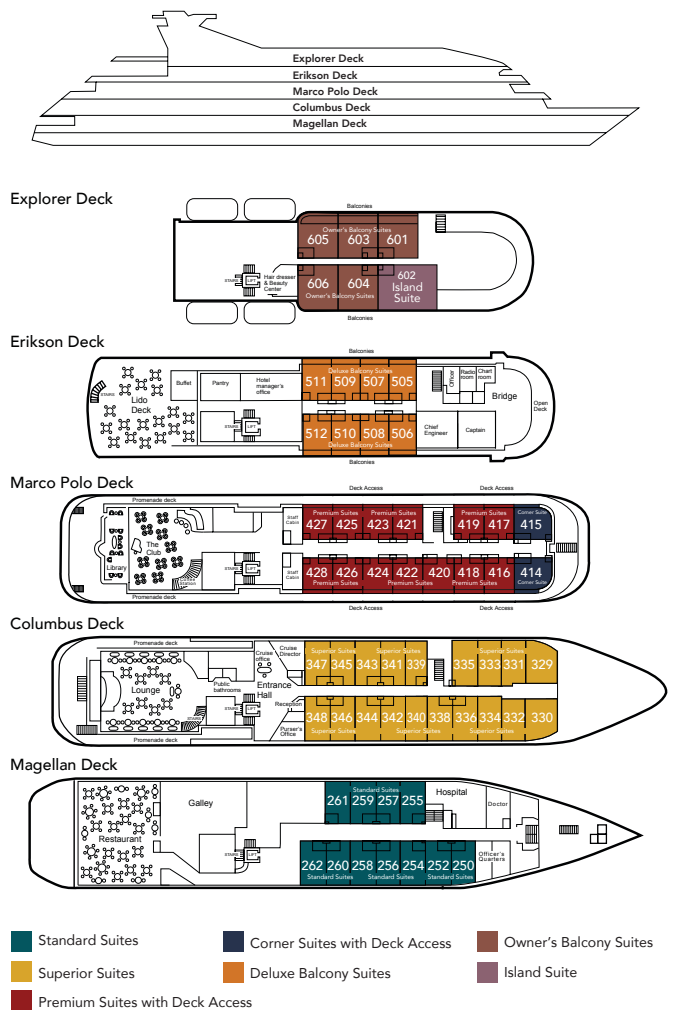 Explorer Deck
Erikson Deck
Marco Polo Deck
Columbus Deck
Magellan Deck
Explorer Deck
Balconies
Owner's Balcony Suites
605 603 601
STAIRS LIFT
Hair dresser
& Beauty
Center
606 604
Owner's Balcony Suites
602
Island
Suite
Balconies
Erikson Deck
Balconies
STAIRS
Lido
Deck
Buffet
Pantry
Hotel
manager's
office
STAIRS LIFT
Deluxe Balcony Suites
511 509 507 505
512 510 508 506
Deluxe Balcony Suites
Officer
Radio
room
Chart
room
Bridge
Open
Deck
Chief
Engineer
Captain
Balconies
Marco Polo Deck
Deck Access Deck Access
Promenade deck
Library
The
Club
Coffee
Station
STAIRS LIFT
Staff
Cabin
Staff
Cabin
Premium Suites Premium Suites Premium Suites Corner Suite
427 425 423 421 419 417 415
428 426 424 422 420 418 416 414
Premium Suites Premium Suites Premium Suites Corner Suite
Promenade deck
Deck Access Deck Access
Columbus Deck
Promenade deck
Lounge
Public
bathrooms
STAIRS
STAIRS LIFT
Cruise
office
Cruise
Director
Entrance
Hall
Reception
Purser's
Office
Superior Suites Superior Suites Superior Suites
347 345 343 341 339 335 333 331 329
348 346 344 342 340 338 336 334 332 330
Superior Suites Superior Suites Superior Suites
Promenade deck
Magellan Deck
Restaurant
Galley
STAIRS LIFT
Standard Suites
261 259 257 255
Hospital
Doctor
262 260 258 256 254 252 250
Standard Suites Standard Suites Standard Suites
Officer's
Quarters
Standard Suites
Corner Suites with Deck Access
Owner's Balcony Suites
Superior Suites
Deluxe Balcony Suites
Island Suite
Premium Suites with Deck Access